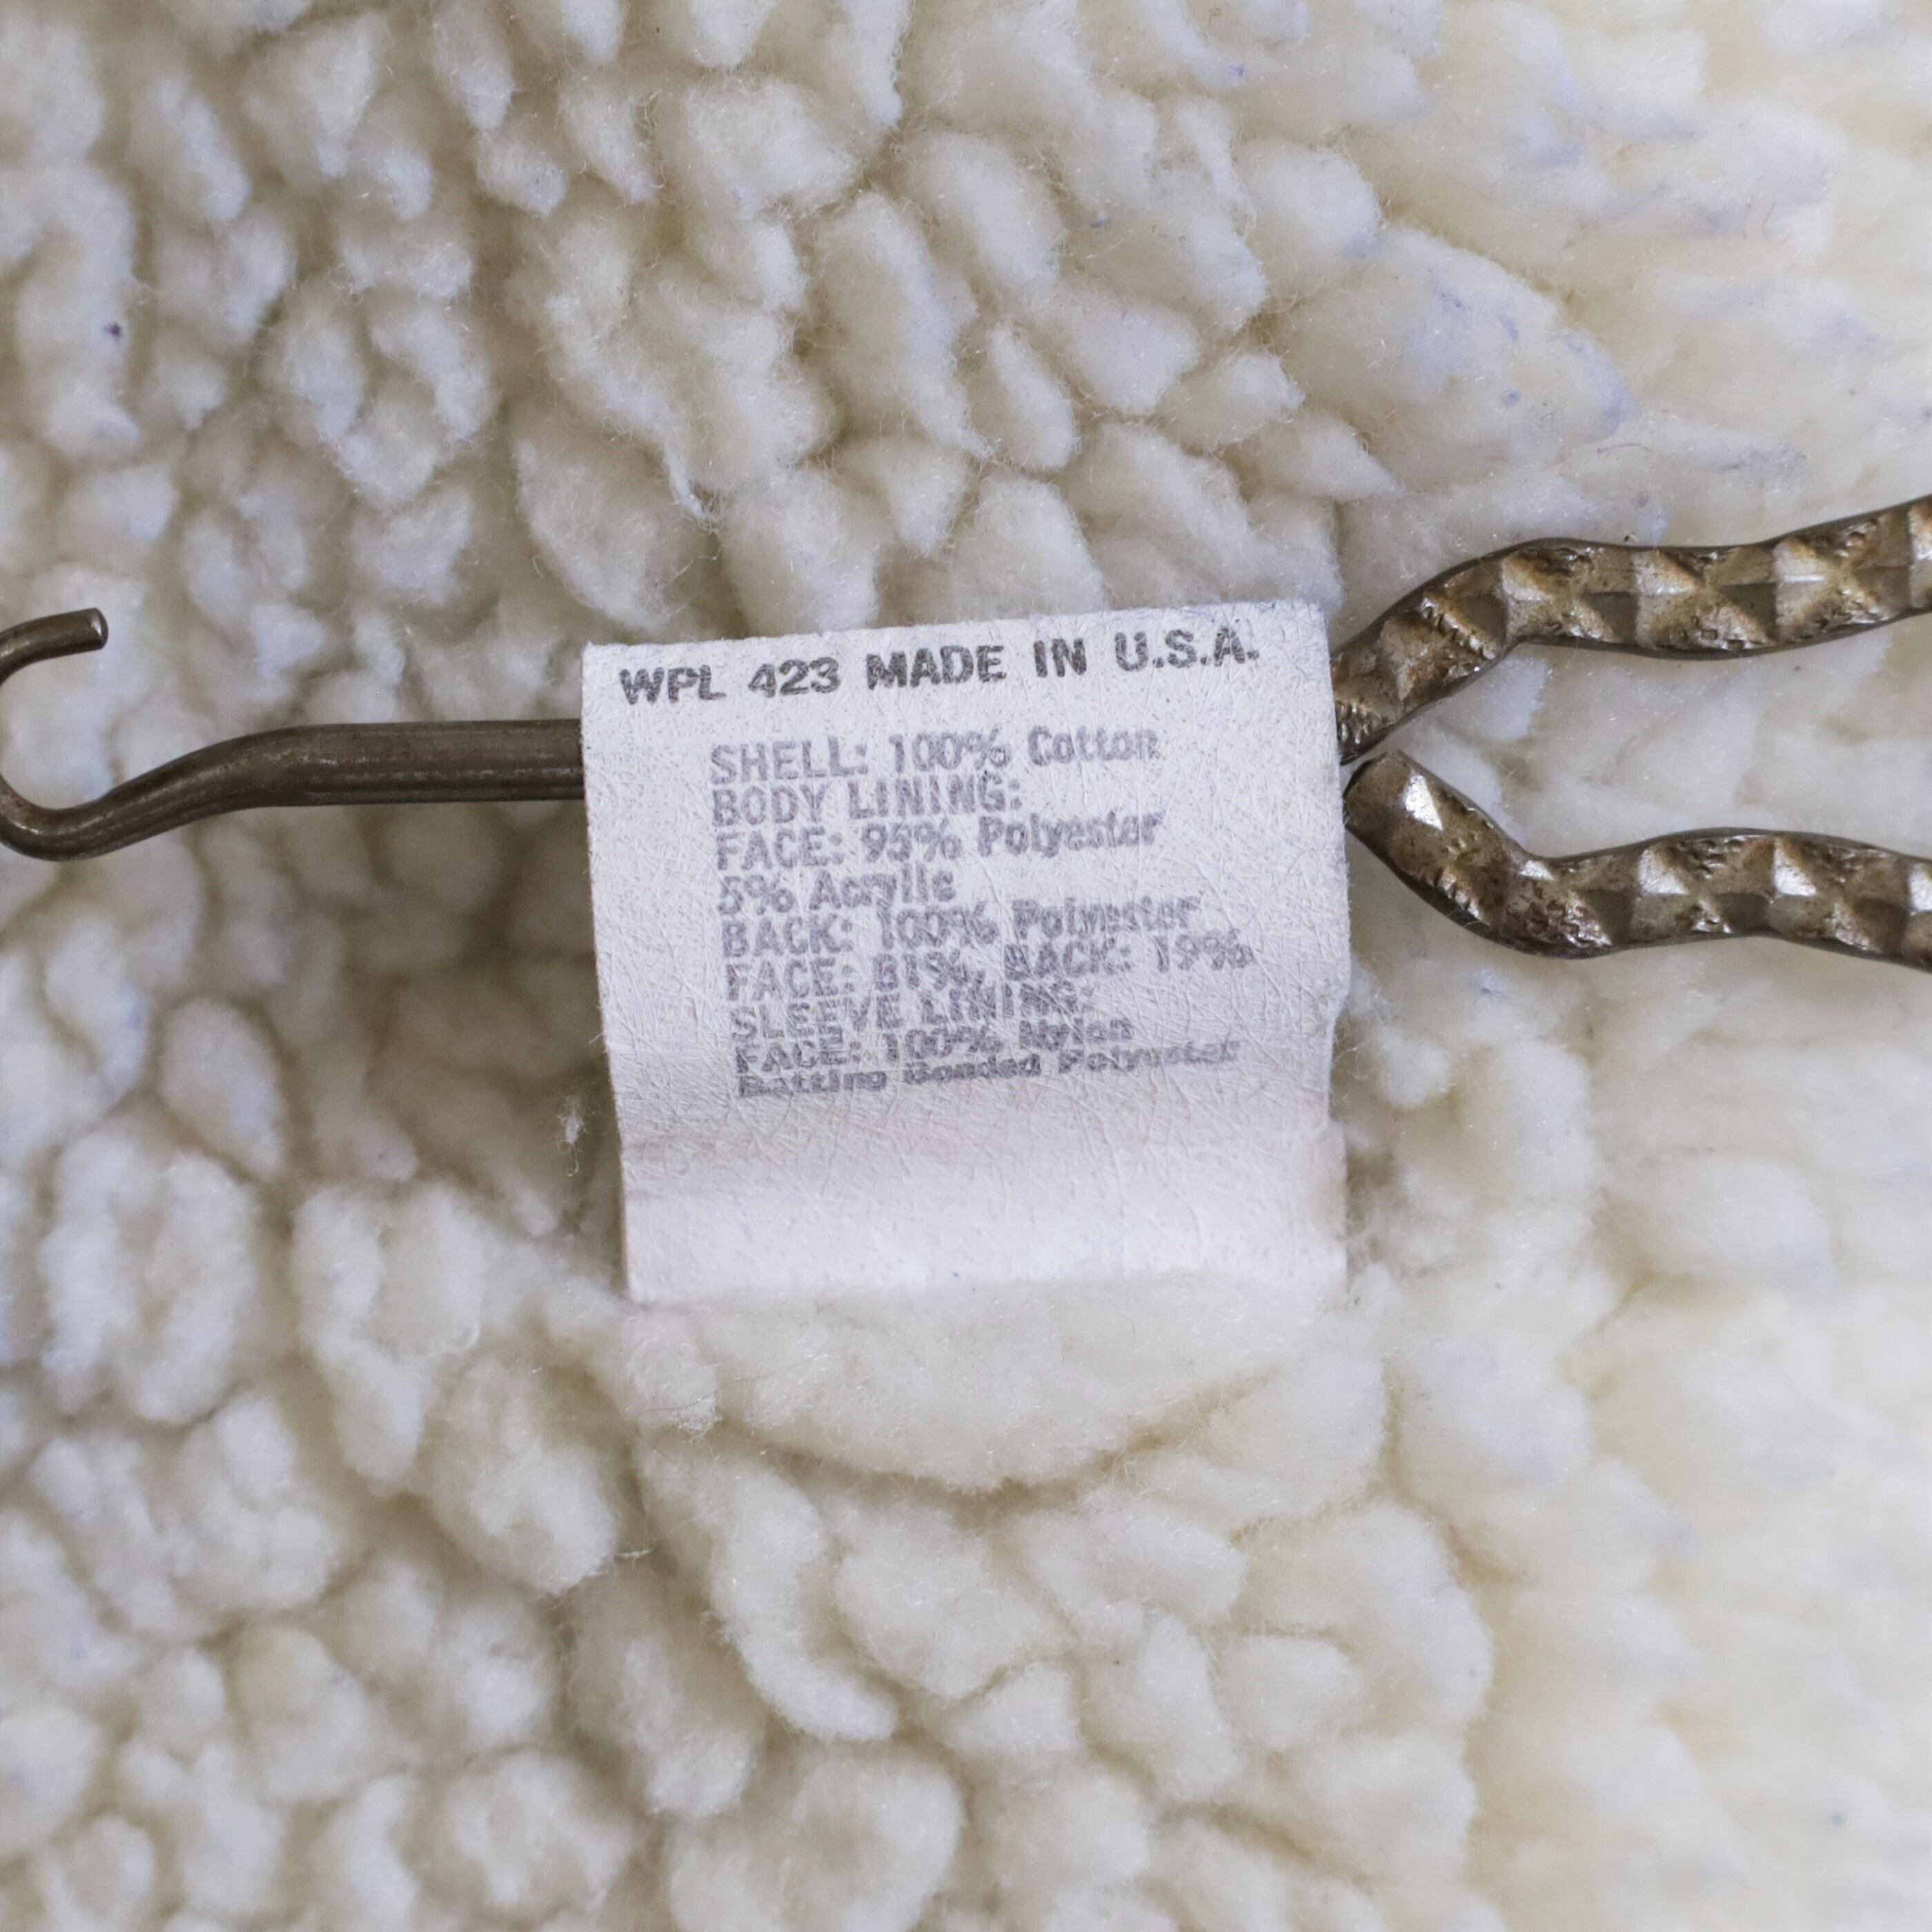 WPL 423 MADE IN U.S.A.
SHELL: 100% Cotton
BODY LINING:
FACE: 95% Polyester
5% Acrylic
BACK: 100% Polyester
FACE: 81%, BACK: 19%
SLEEVE LINING:
FACE: 100% Nylon
Batting Bonded Polyester